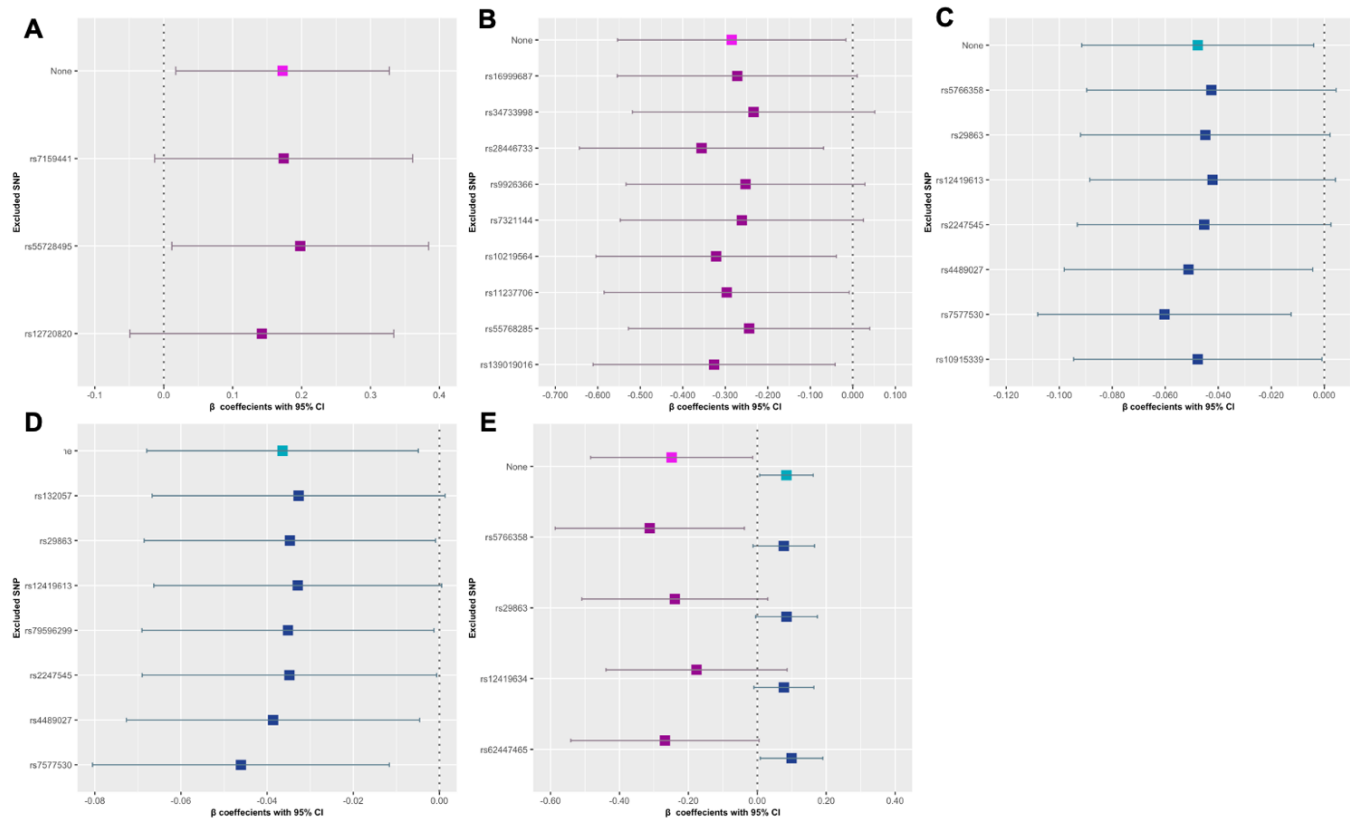 A
None
rs7159441
rs55728495
rs12720820
Excluded SNP
-0.1 0.0 0.1 0.2 0.3 0.4
β coeffecients with 95% CI
B
None
rs16999687
rs34733998
rs28446733
rs9926366
rs7321144
rs10219564
rs11237706
rs55768285
rs139019016
Excluded SNP
-0.600 -0.500 -0.400 -0.300 -0.200 -0.100 0.000 0.100
β coeffecients with 95% CI
C
None
rs5766358
rs29863
rs12419613
rs2247545
rs4489027
rs7577530
rs10915339
Excluded SNP
-0.120 -0.100 -0.080 -0.060 -0.040 -0.020 0.000
β coeffecients with 95% CI
D
ne
rs132057
rs29863
rs12419613
rs79596299
rs2247545
rs4489027
rs7577530
Excluded SNP
-0.08 -0.06 -0.04 -0.02 0.00
β coeffecients with 95% CI
E
None
rs5766358
rs29863
rs12419634
rs62447465
Excluded SNP
-0.60 -0.40 -0.20 0.00 0.20 0.40
β coeffecients with 95% CI